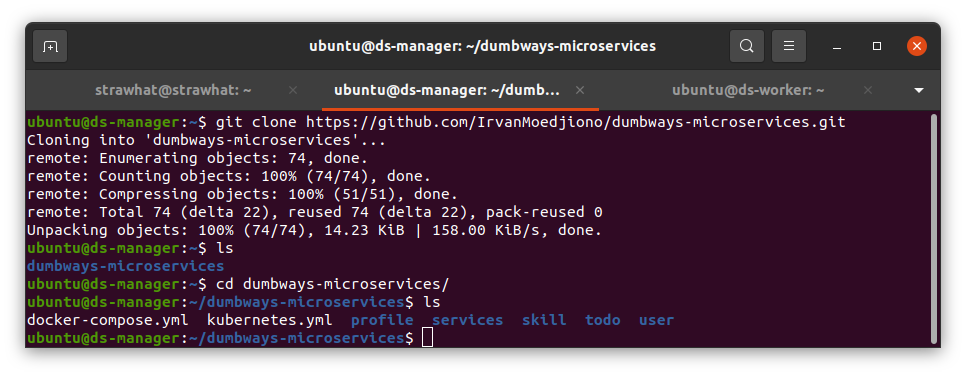 ubuntu@ds-manager: ~/dumbways-microservices
strawhat@strawhat: ~ ubuntu@ds-manager: ~/dumb... ubuntu@ds-worker: ~
ubuntu@ds-manager:~$ git clone https://github.com/IrvanMoedjiono/dumbways-microservices.git
Cloning into 'dumbways-microservices'...
remote: Enumerating objects: 74, done.
remote: Counting objects: 100% (74/74), done.
remote: Compressing objects: 100% (51/51), done.
remote: Total 74 (delta 22), reused 74 (delta 22), pack-reused 0
Unpacking objects: 100% (74/74), 14.23 KiB | 158.00 KiB/s, done.
ubuntu@ds-manager:~$ ls
dumbways-microservices
ubuntu@ds-manager:~$ cd dumbways-microservices/
ubuntu@ds-manager:~/dumbways-microservices$ ls
docker-compose.yml kubernetes.yml profile services skill todo user
ubuntu@ds-manager:~/dumbways-microservices$